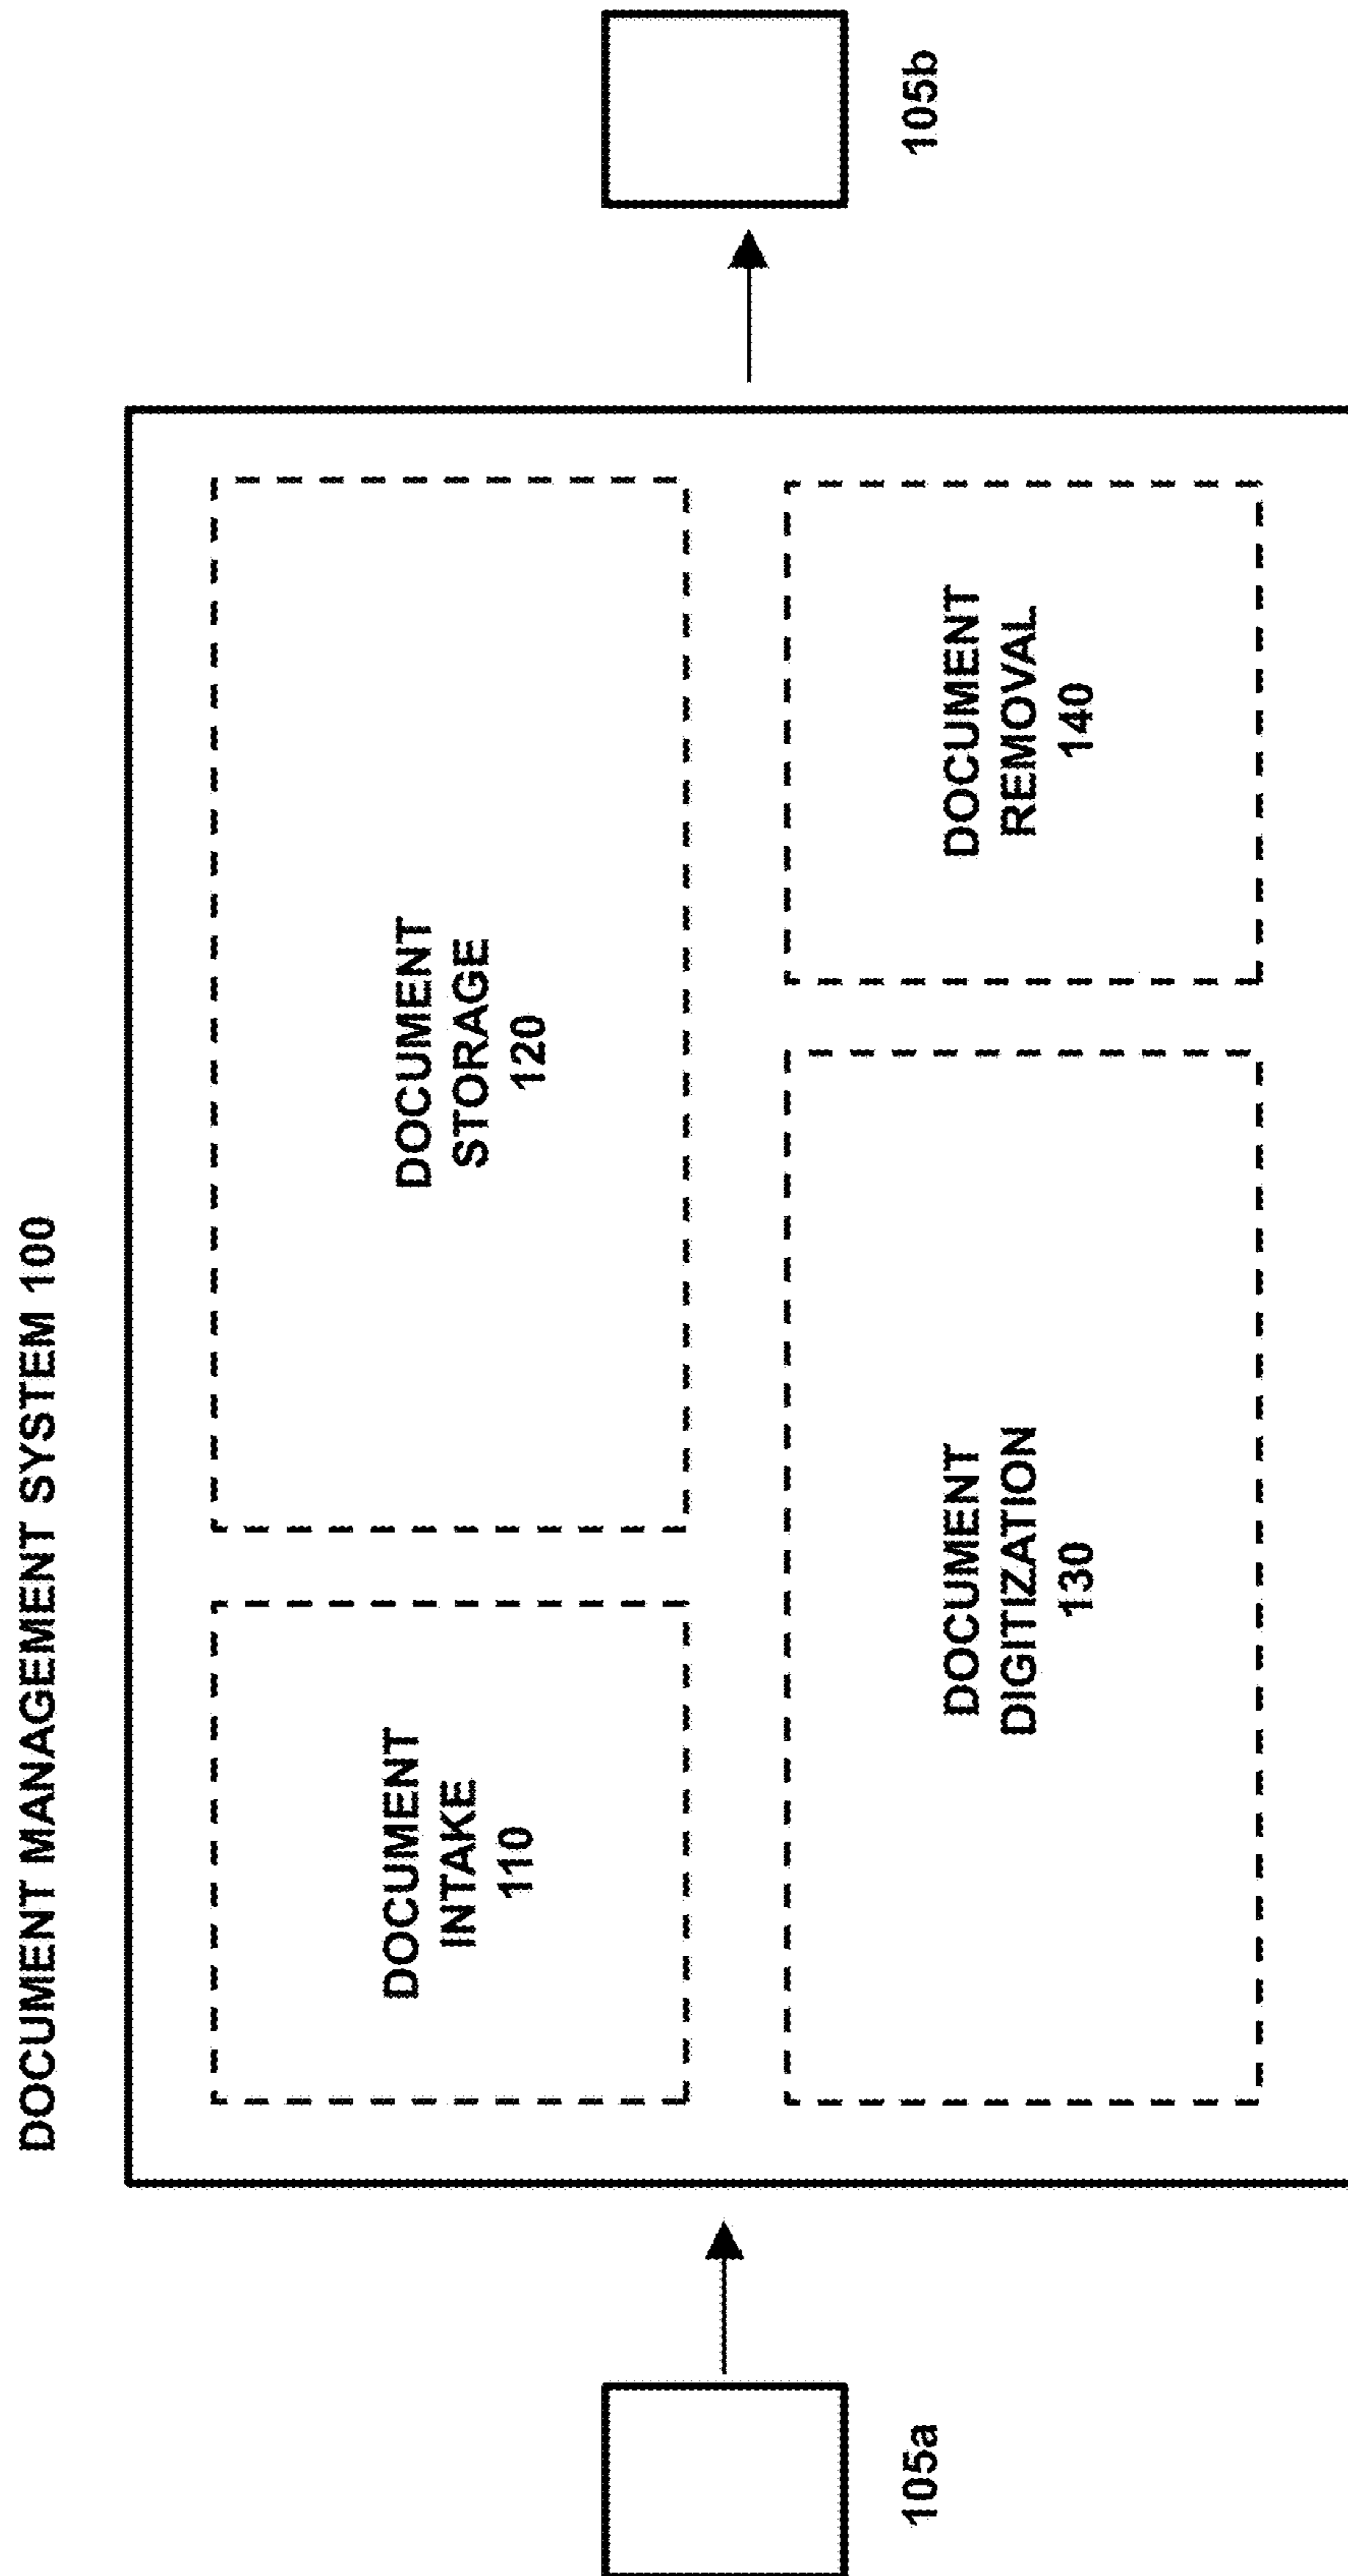 DOCUMENT MANAGEMENT SYSTEM 100
DOCUMENT
INTAKE
110
DOCUMENT
STORAGE
120
DOCUMENT
DIGITIZATION
130
DOCUMENT
REMOVAL
140
105a
105b